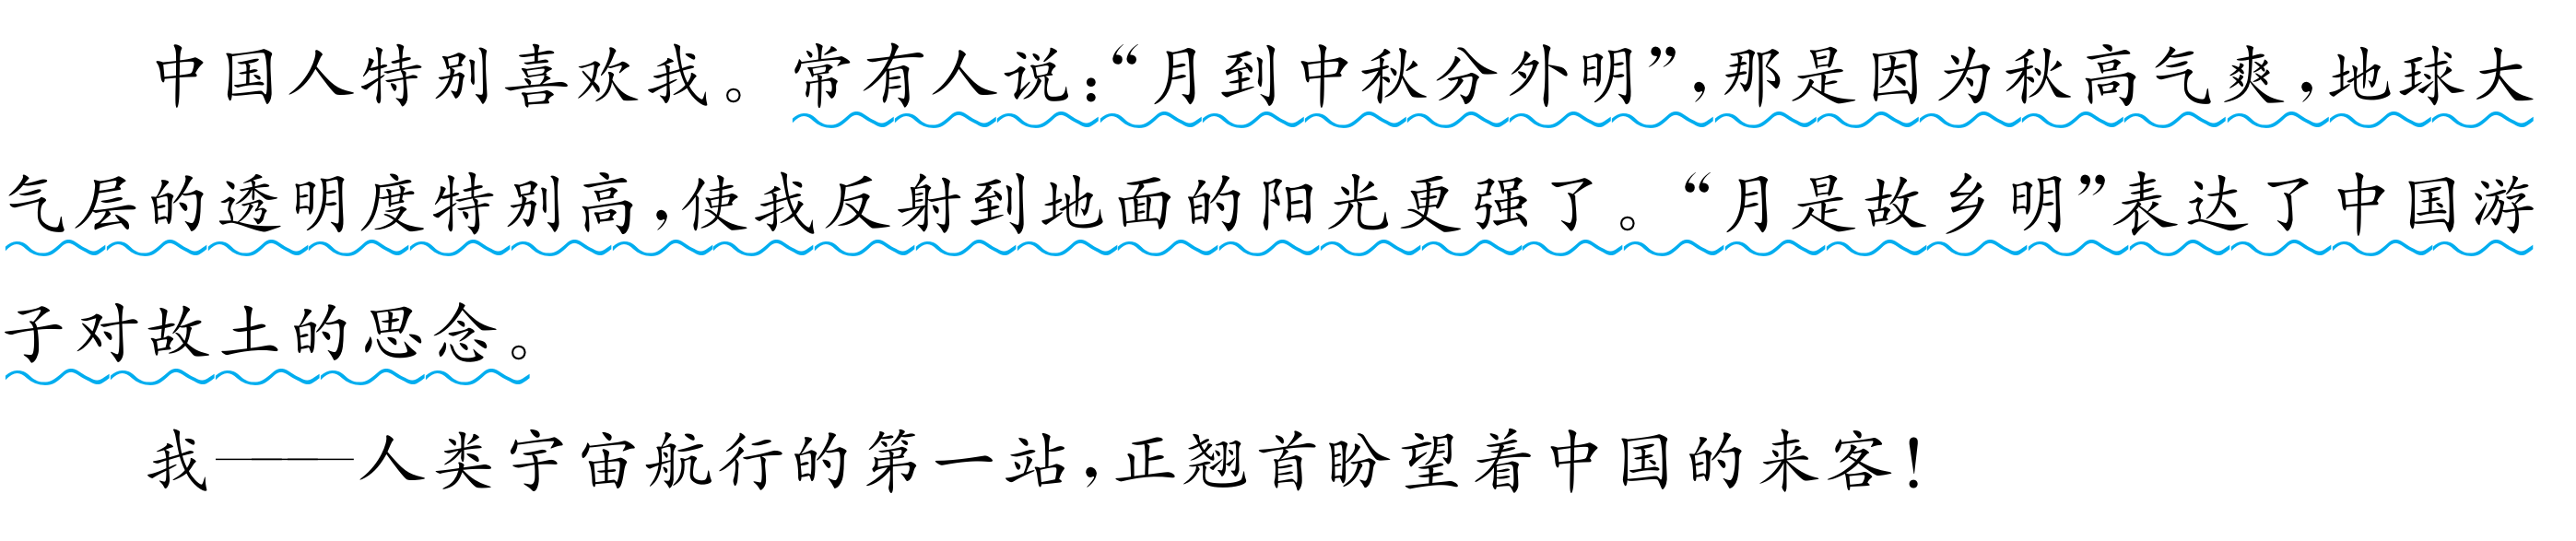 中国人特别喜欢我。常有人说：“月到中秋分外明”，那是因为秋高气爽，地球大
气层的透明度特别高，使我反射到地面的阳光更强了。“月是故乡明”表达了中国游
子对故土的思念。
我——人类宇宙航行的第一站，正翘首盼望着中国的来客！